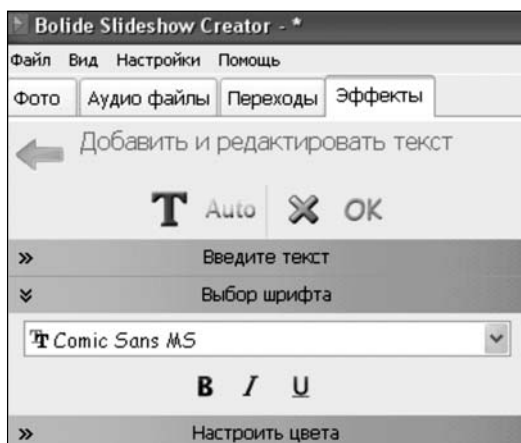 Bolide Slideshow Creator - *
Файл Вид Настройки Помощь
Фото Аудио файлы Переходы Эффекты
Добавить и редактировать текст
T Auto OK
» Введите текст
Выбор шрифта
Comic Sans MS
B I U
» Настроить цвета